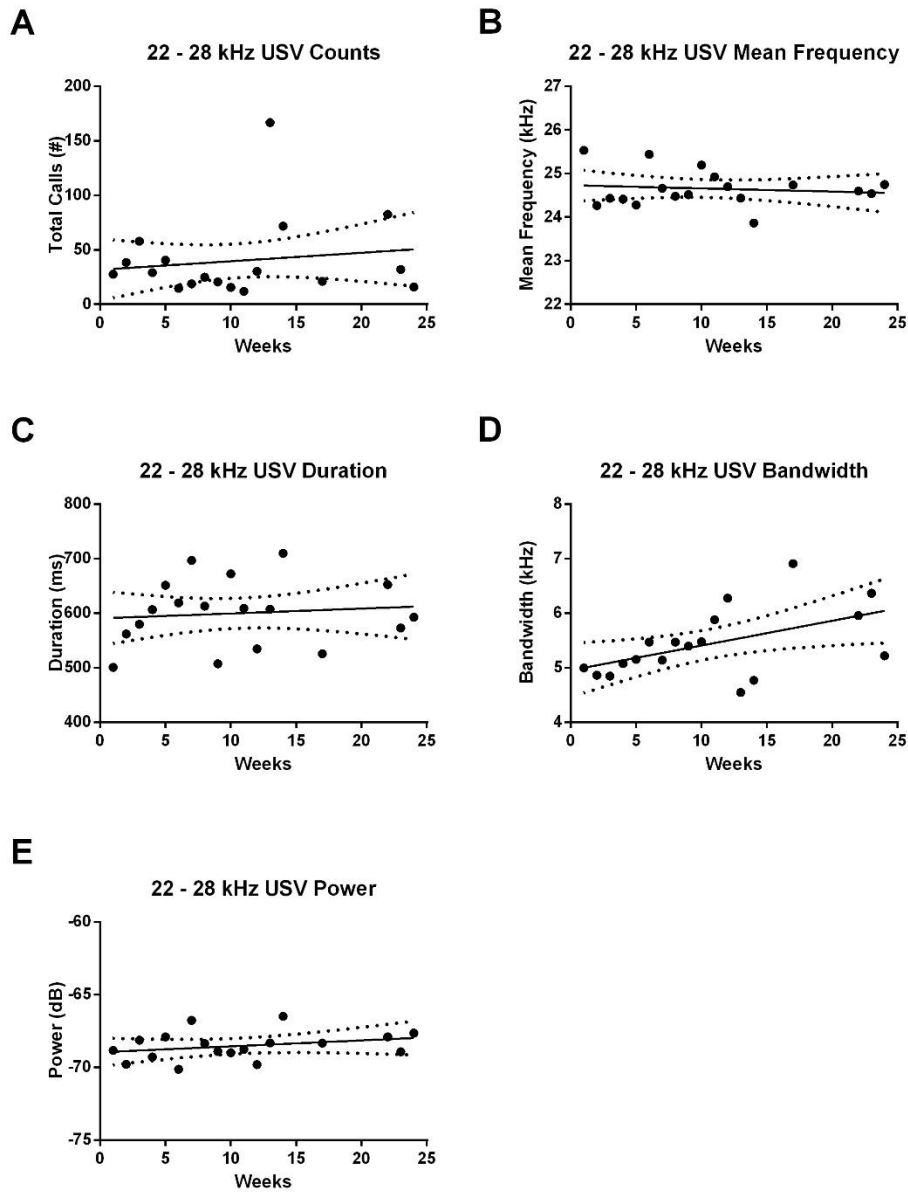 A
B
22 - 28 kHz USV Counts
22 - 28 kHz USV Mean Frequency
Total Calls (#)
200
150
100
50
0
0 5 10 15 20 25
Weeks
Mean Frequency (kHz)
27
26
25
24
23
22
0 5 10 15 20 25
Weeks
C
D
22 - 28 kHz USV Duration
22 - 28 kHz USV Bandwidth
Duration (ms)
800
700
600
500
400
0 5 10 15 20 25
Weeks
Bandwidth (kHz)
8
7
6
5
4
0 5 10 15 20 25
Weeks
E
22 - 28 kHz USV Power
Power (dB)
-60
-65
-70
-75
0 5 10 15 20 25
Weeks